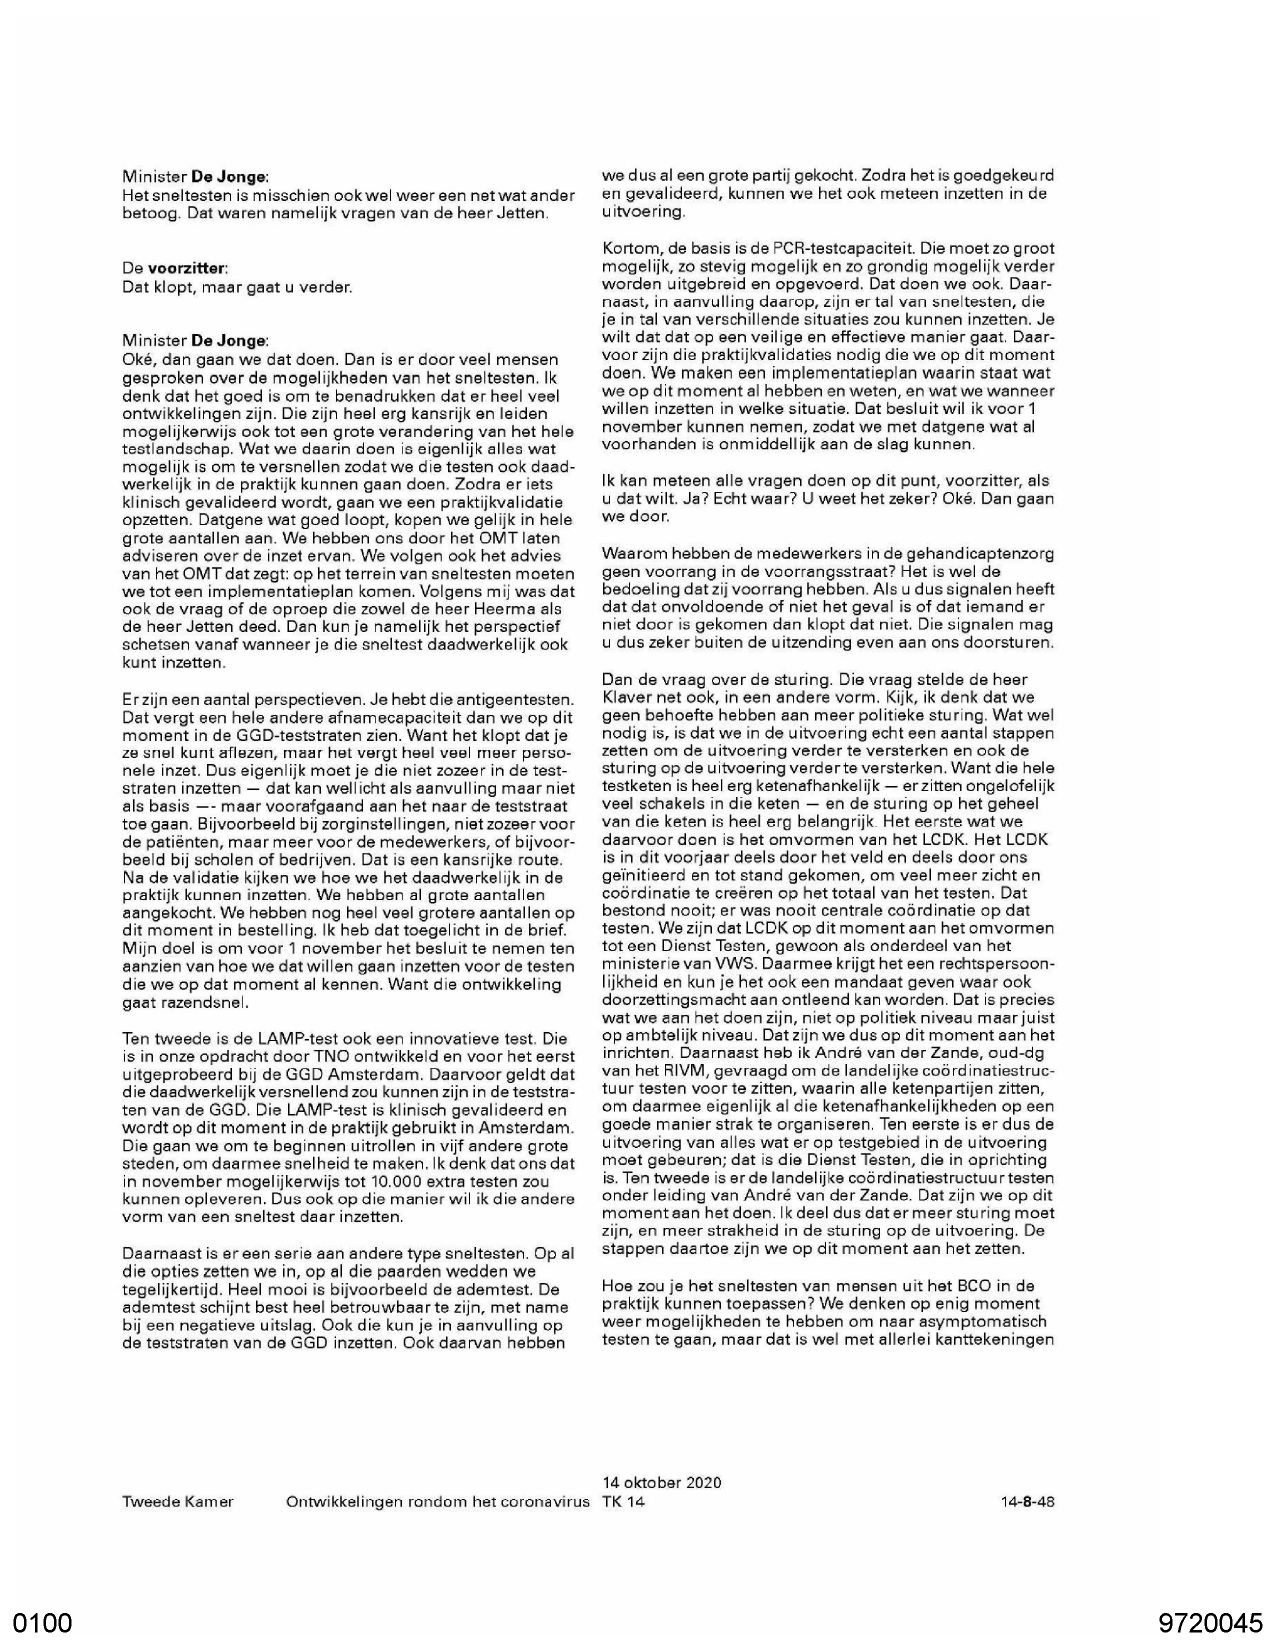 Minister De Jonge:
Het sneltesten is misschien ook wel weer een net wat ander
betoog. Dat waren namelijk vragen van de heer Jetten.
De voorzitter:
Dat klopt, maar gaat u verder.
Minister De Jonge:
Oké, dan gaan we dat doen. Dan is er door veel mensen
gesproken over de mogelijkheden van het sneltesten. Ik
denk dat het goed is om te benadrukken dat er heel veel
ontwikkelingen zijn. Die zijn heel erg kansrijk en leiden
mogelijkerwijs ook tot een grote verandering van het hele
testlandschap. Wat we daarin doen is eigenlijk alles wat
mogelijk is om te versnellen zodat we die testen ook daad-
werkelijk in de praktijk kunnen gaan doen. Zodra er iets
klinisch gevalideerd wordt, gaan we een praktijkvalidatie
opzetten. Datgene wat goed loopt, kopen we gelijk in hele
grote aantallen aan. We hebben ons door het OMT laten
adviseren over de inzet ervan. We volgen ook het advies
van het OMT dat zegt: op het terrein van sneltesten moeten
we tot een implementatieplan komen. Volgens mij was dat
ook de vraag of de oproep die zowel de heer Heerma als
de heer Jetten deed. Dan kun je namelijk het perspectief
schetsen vanaf wanneer je die sneltest daadwerkelijk ook
kunt inzetten.
Er zijn een aantal perspectieven. Je hebt die antigeentesten.
Dat vergt een hele andere afnamecapaciteit dan we op dit
moment in de GGD-teststraten zien. Want het klopt dat je
ze snel kunt aflezen, maar het vergt heel veel meer perso-
nele inzet. Dus eigenlijk moet je die niet zozeer in de test-
straten inzetten — dat kan wellicht als aanvulling maar niet
als basis —- maar voorafgaand aan het naar de teststraat
toe gaan. Bijvoorbeeld bij zorginstellingen, niet zozeer voor
de patiënten, maar meer voor de medewerkers, of bijvoor-
beeld bij scholen of bedrijven. Dat is een kansrijke route.
Na de validatie kijken we hoe we het daadwerkelijk in de
praktijk kunnen inzetten. We hebben al grote aantallen
aangekocht. We hebben nog heel veel grotere aantallen op
dit moment in bestelling. Ik heb dat toegelicht in de brief.
Mijn doel is om voor 1 november het besluit te nemen ten
aanzien van hoe we dat willen gaan inzetten voor de testen
die we op dat moment al kennen. Want die ontwikkeling
gaat razendsnel.
Ten tweede is de LAMP-test ook een innovatieve test. Die
is in onze opdracht door TNO ontwikkeld en voor het eerst
uitgeprobeerd bij de GGD Amsterdam. Daarvoor geldt dat
die daadwerkelijk versnellend zou kunnen zijn in de teststra-
ten van de GGD. Die LAMP-test is klinisch gevalideerd en
wordt op dit moment in de praktijk gebruikt in Amsterdam.
Die gaan we om te beginnen uitrollen in vijf andere grote
steden, om daarmee snelheid te maken. Ik denk dat ons dat
in november mogelijkerwijs tot 10.000 extra testen zou
kunnen opleveren. Dus ook op die manier wil ik die andere
vorm van een sneltest daar inzetten.
Daarnaast is er een serie aan andere type sneltesten. Op al
die opties zetten we in, op al die paarden wedden we
tegelijkertijd. Heel mooi is bijvoorbeeld de ademtest. De
ademtest schijnt best heel betrouwbaar te zijn, met name
bij een negatieve uitslag. Ook die kun je in aanvulling op
de teststraten van de GGD inzetten. Ook daarvan hebben
we dus al een grote partij gekocht. Zodra het is goedgekeurd
en gevalideerd, kunnen we het ook meteen inzetten in de
uitvoering.
Kortom, de basis is de PCR-testcapaciteit. Die moet zo groot
mogelijk, zo stevig mogelijk en zo grondig mogelijk verder
worden uitgebreid en opgevoerd. Dat doen we ook. Daar-
naast, in aanvulling daarop, zijn er tal van sneltesten, die
je in tal van verschillende situaties zou kunnen inzetten. Je
wilt dat dat op een veilige en effectieve manier gaat. Daar-
voor zijn die praktijkvalidaties nodig die we op dit moment
doen. We maken een implementatieplan waarin staat wat
we op dit moment al hebben en weten, en wat we wanneer
willen inzetten in welke situatie. Dat besluit wil ik voor 1
november kunnen nemen, zodat we met datgene wat al
voorhanden is onmiddellijk aan de slag kunnen.
Ik kan meteen alle vragen doen op dit punt, voorzitter, als
u dat wilt. Ja? Echt waar? U weet het zeker? Oké. Dan gaan
we door.
Waarom hebben de medewerkers in de gehandicaptenzorg
geen voorrang in de voorrangsstraat? Het is wel de
bedoeling dat zij voorrang hebben. Als u dus signalen heeft
dat dat onvoldoende of niet het geval is of dat iemand er
niet door is gekomen dan klopt dat niet. Die signalen mag
u dus zeker buiten de uitzending even aan ons doorsturen.
Dan de vraag over de sturing. Die vraag stelde de heer
Klaver net ook, in een andere vorm. Kijk, ik denk dat we
geen behoefte hebben aan meer politieke sturing. Wat wel
nodig is, is dat we in de uitvoering echt een aantal stappen
zetten om de uitvoering verder te versterken en ook de
sturing op de uitvoering verder te versterken. Want die hele
testketen is heel erg ketenafhankelijk — er zitten ongelofelijk
veel schakels in die keten — en de sturing op het geheel
van die keten is heel erg belangrijk. Het eerste wat we
daarvoor doen is het omvormen van het LCDK. Het LCDK
is in dit voorjaar deels door het veld en deels door ons
geïnitieerd en tot stand gekomen, om veel meer zicht en
coördinatie te creëren op het totaal van het testen. Dat
bestond nooit; er was nooit centrale coördinatie op dat
testen. We zijn dat LCDK op dit moment aan het omvormen
tot een Dienst Testen, gewoon als onderdeel van het
ministerie van VWS. Daarmee krijgt het een rechtspersoon-
lijkheid en kun je het ook een mandaat geven waar ook
doorzettingsmacht aan ontleend kan worden. Dat is precies
wat we aan het doen zijn, niet op politiek niveau maar juist
op ambtelijk niveau. Dat zijn we dus op dit moment aan het
inrichten. Daarnaast heb ik André van der Zande, oud-dg
van het RIVM, gevraagd om de landelijke coördinatiestruc-
tuur testen voor te zitten, waarin alle ketenpartijen zitten,
om daarmee eigenlijk al die ketenafhankelijkheden op een
goede manier strak te organiseren. Ten eerste is er dus de
uitvoering van alles wat er op testgebied in de uitvoering
moet gebeuren; dat is die Dienst Testen, die in oprichting
is. Ten tweede is er de landelijke coördinatiestructuur testen
onder leiding van André van der Zande. Dat zijn we op dit
moment aan het doen. Ik deel dus dat er meer sturing moet
zijn, en meer strakheid in de sturing op de uitvoering. De
stappen daartoe zijn we op dit moment aan het zetten.
Hoe zou je het sneltesten van mensen uit het BCO in de
praktijk kunnen toepassen? We denken op enig moment
weer mogelijkheden te hebben om naar asymptomatisch
testen te gaan, maar dat is wel met allerlei kanttekeningen
14 oktober 2020
Tweede Kamer Ontwikkelingen rondom het coronavirus TK 14 14-8-48
0100 9720045